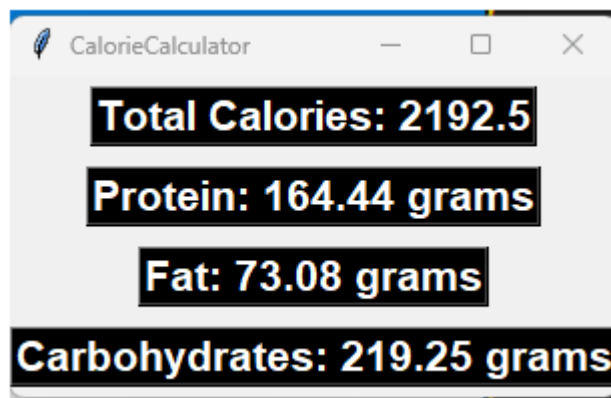 CalorieCalculator
Total Calories: 2192.5
Protein: 164.44 grams
Fat: 73.08 grams
Carbohydrates: 219.25 grams